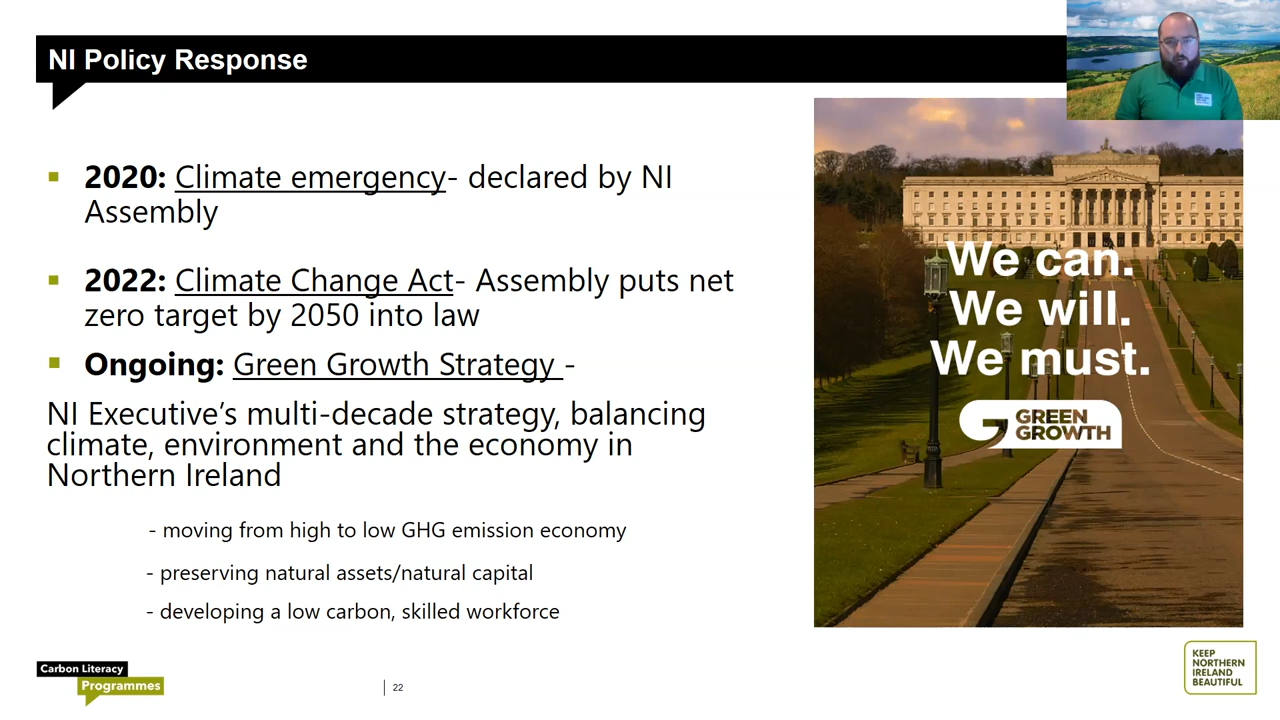 NI Policy Response
2020: Climate emergency- declared by NI
Assembly
2022: Climate Change Act- Assembly puts net
zero target by 2050 into law
Ongoing: Green Growth Strategy -
NI Executive’s multi-decade strategy, balancing
climate, environment and the economy in
Northern Ireland
- moving from high to low GHG emission economy
- preserving natural assets/natural capital
- developing a low carbon, skilled workforce
We can.
We will.
We must.
GREEN
GROWTH
Carbon Literacy
Programmes
22
KEEP
NORTHERN
IRELAND
BEAUTIFUL